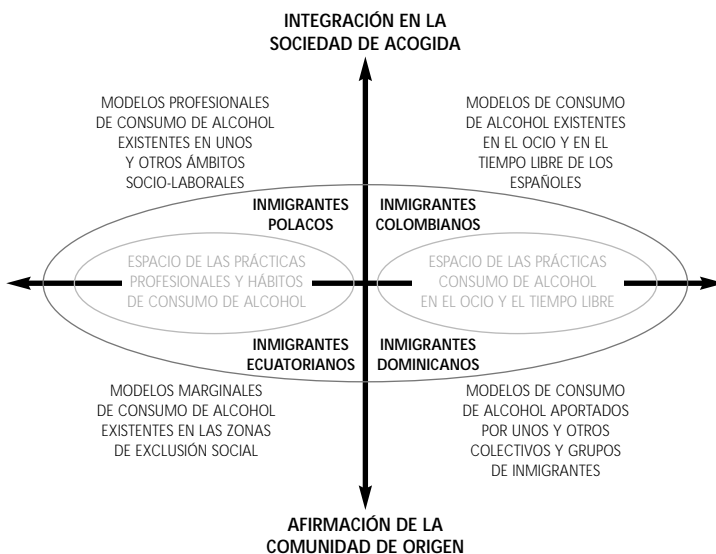 INTEGRACIÓN EN LA
SOCIEDAD DE ACOGIDA
MODELOS PROFESIONALES
DE CONSUMO DE ALCOHOL
EXISTENTES EN UNOS
Y OTROS ÁMBITOS
SOCIO-LABORALES
MODELOS DE CONSUMO
DE ALCOHOL EXISTENTES
EN EL OCIO Y EN EL
TIEMPO LIBRE DE LOS
ESPAÑOLES
INMIGRANTES
POLACOS
INMIGRANTES
COLOMBIANOS
ESPACIO DE LAS PRÁCTICAS
PROFESIONALES Y HÁBITOS
DE CONSUMO DE ALCOHOL
ESPACIO DE LAS PRÁCTICAS
CONSUMO DE ALCOHOL
EN EL OCIO Y EL TIEMPO LIBRE
INMIGRANTES
ECUATORIANOS
INMIGRANTES
DOMINICANOS
MODELOS MARGINALES
DE CONSUMO DE ALCOHOL
EXISTENTES EN LAS ZONAS
DE EXCLUSIÓN SOCIAL
MODELOS DE CONSUMO
DE ALCOHOL APORTADOS
POR UNOS Y OTROS
COLECTIVOS Y GRUPOS
DE INMIGRANTES
AFIRMACIÓN DE LA
COMUNIDAD DE ORIGEN